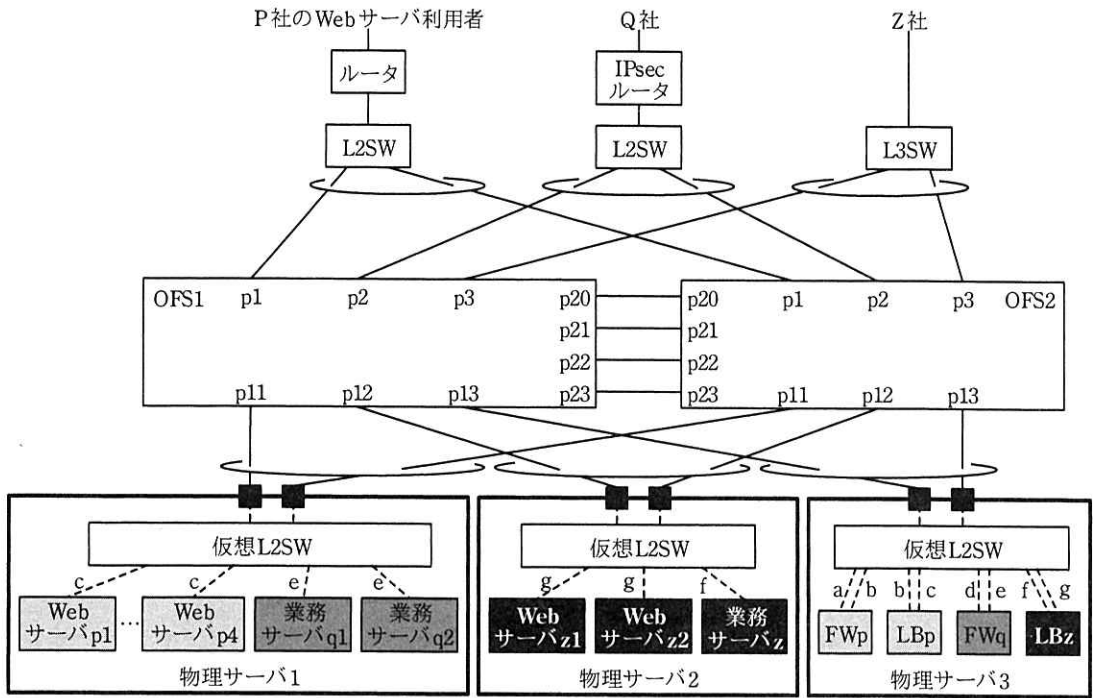 P社のWebサーバ利用者 Q社 Z社
ルータ IPsec
ルータ
L2SW L2SW L3SW
OFS1 p1 p2 p3 p20 p20 p1 p2 p3 OFS2
p21 p21
p22 p22
p11 p12 p13 p23 p23 p11 p12 p13
仮想L2SW 仮想L2SW 仮想L2SW
c c e e g g f a b b c d e f g
Web
サーバp1
…
Web
サーバp4
業務
サーバq1
業務
サーバq2
Web
サーバz1
Web
サーバz2
業務
サーバz
FWp LBp FWq LBz
物理サーバ1 物理サーバ2 物理サーバ3